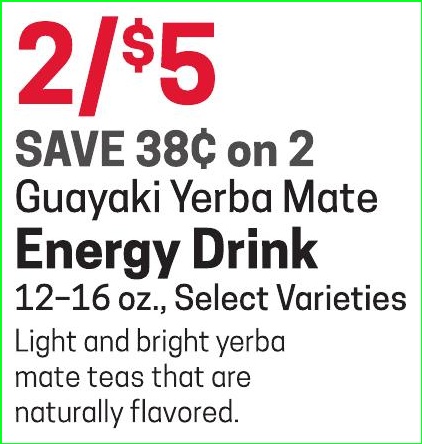 2/$5
SAVE 38¢ on 2
Guayaki Yerba Mate
Energy Drink
12–16 oz., Select Varieties
Light and bright yerba
mate teas that are
naturally flavored.